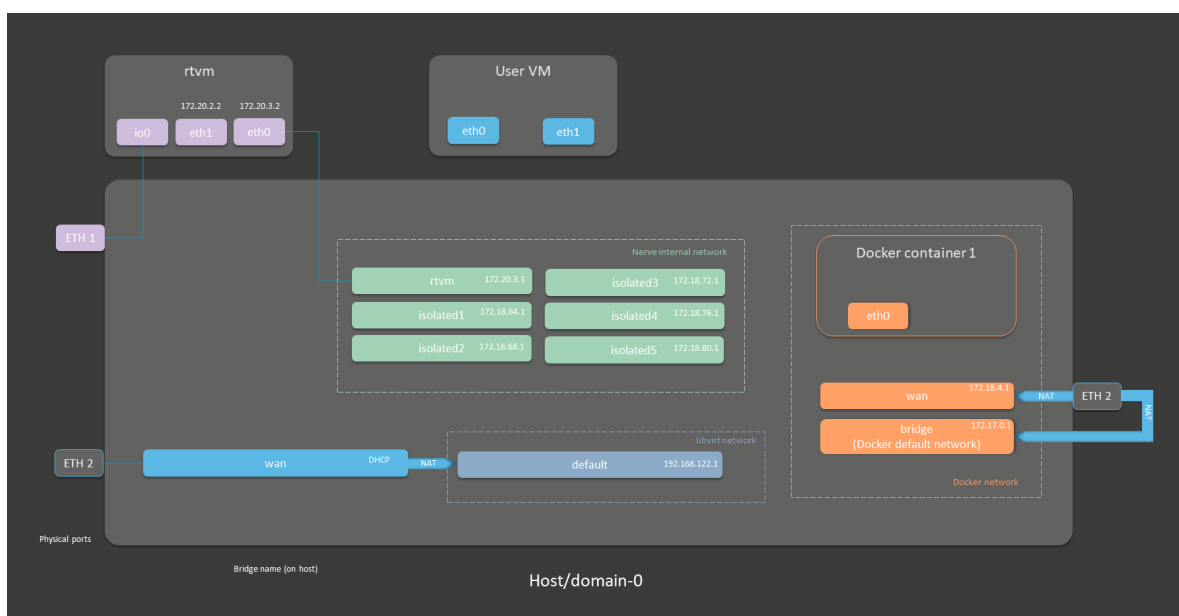 rtvm
User VM
172.20.2.2
172.20.3.2
io0
eth1
eth0
eth0
eth1
ETH 1
Nerve internal network
rtvm
172.20.3.1
isolated3
172.18.72.1
isolated1
172.18.64.1
isolated4
172.18.76.1
isolated2
172.18.68.1
isolated5
172.18.80.1
Docker container 1
eth0
wan
172.18.4.1
NAT
ETH 2
NAT
bridge
(Docker default network)
172.17.0.1
Docker network
libvirt network
ETH 2
wan
DHCP
NAT
default
192.168.122.1
Physical ports
Bridge name (on host)
Host/domain-0